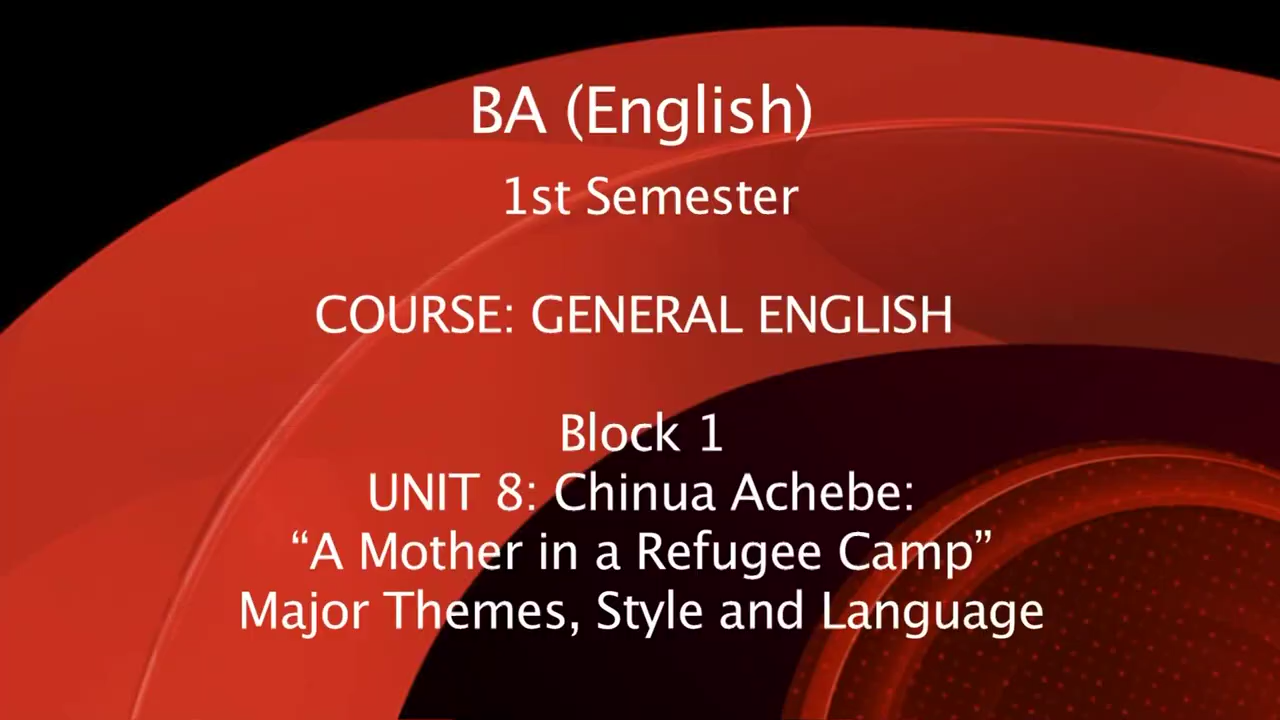 BA (English)
1st Semester
COURSE: GENERAL ENGLISH
Block 1
UNIT 8: Chinua Achebe:
“A Mother in a Refugee Camp”
Major Themes, Style and Language